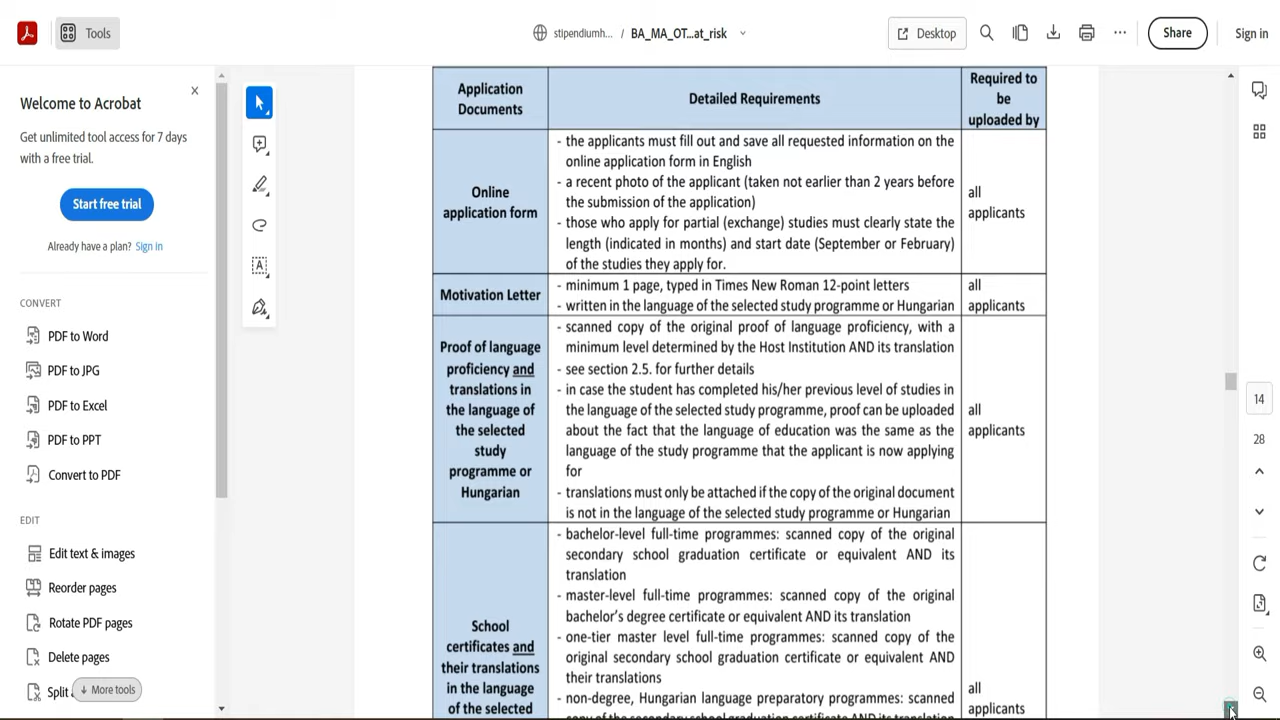 Tools
stipendiumh... / BA_MA_OT...at_risk
Desktop
Share
Sign in
Welcome to Acrobat
Get unlimited tool access for 7 days
with a free trial.
Start free trial
Already have a plan? Sign in
CONVERT
PDF to Word
PDF to JPG
PDF to Excel
PDF to PPT
Convert to PDF
EDIT
Edit text & images
Reorder pages
Rotate PDF pages
Delete pages
Split
More tools
Application
Documents
Detailed Requirements
Required to
be
uploaded by
Online
application form
- the applicants must fill out and save all requested information on the
online application form in English
- a recent photo of the applicant (taken not earlier than 2 years before
the submission of the application)
- those who apply for partial (exchange) studies must clearly state the
length (indicated in months) and start date (September or February)
of the studies they apply for.
all
applicants
Motivation Letter
- minimum 1 page, typed in Times New Roman 12-point letters
- written in the language of the selected study programme or Hungarian
all
applicants
Proof of language
proficiency and
translations in
the language of
the selected
study
programme or
Hungarian
- scanned copy of the original proof of language proficiency, with a
minimum level determined by the Host Institution AND its translation
- see section 2.5. for further details
- in case the student has completed his/her previous level of studies in
the language of the selected study programme, proof can be uploaded
about the fact that the language of education was the same as the
language of the study programme that the applicant is now applying
for
- translations must only be attached if the copy of the original document
is not in the language of the selected study programme or Hungarian
all
applicants
School
certificates and
their translations
in the language
of the selected
- bachelor-level full-time programmes: scanned copy of the original
secondary school graduation certificate or equivalent AND its
translation
- master-level full-time programmes: scanned copy of the original
bachelor's degree certificate or equivalent AND its translation
- one-tier master level full-time programmes: scanned copy of the
original secondary school graduation certificate or equivalent AND
their translations
- non-degree, Hungarian language preparatory programmes: scanned
copy of the secondary school graduation certificate AND its translation
all
applicants
14
28